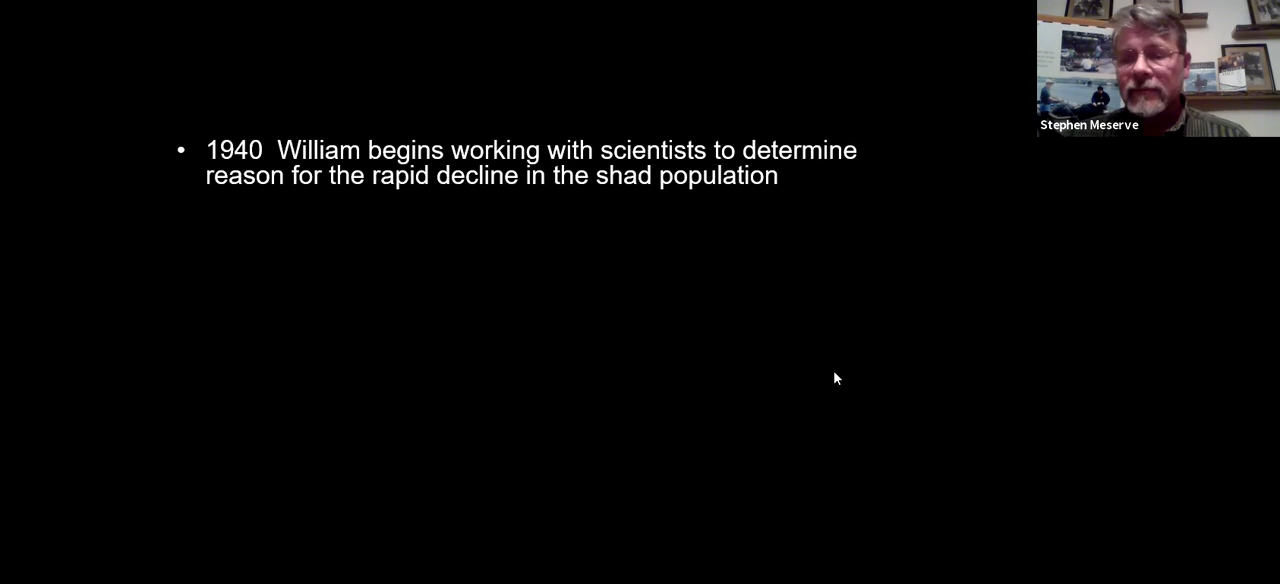 • 1940  William begins working with scientists to determine
reason for the rapid decline in the shad population
Stephen Meserve